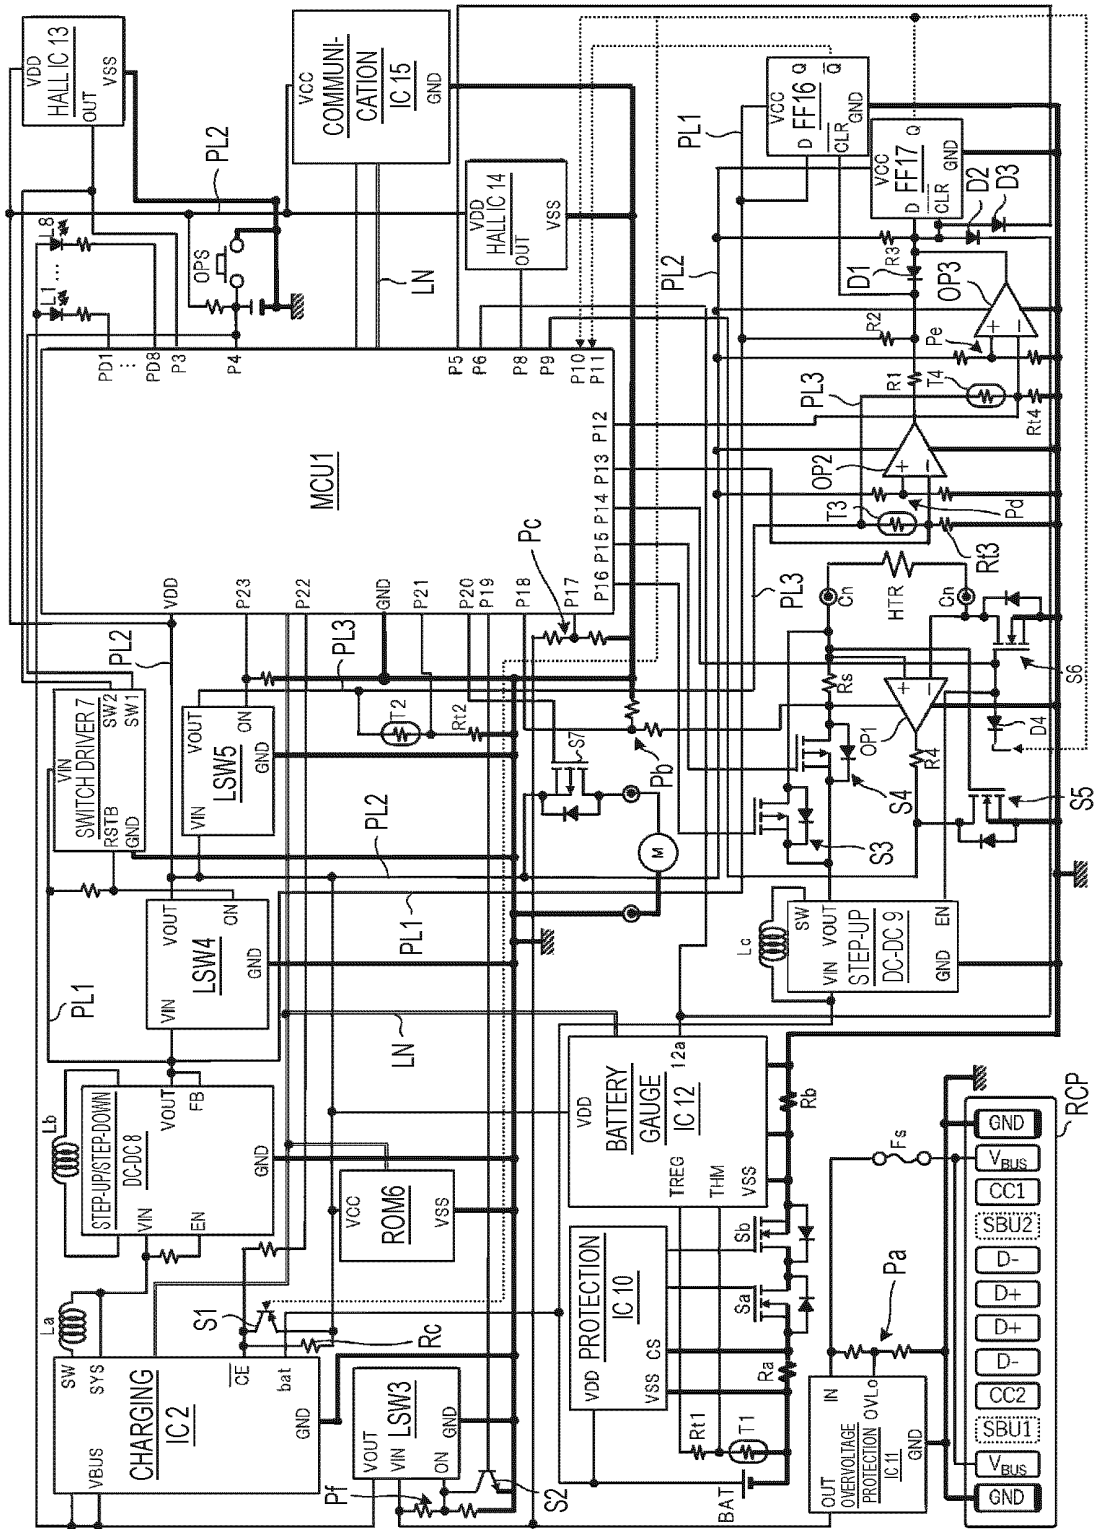 VDD
HALL IC 13
OUT
VSS
VCC
COMMUNI-
CATION
IC 15
GND
PL2
L8
L1
...
OPS
LN
VDD
HALL IC 14
OUT
VSS
PL1
VCC
D
FF16
Q
Q
CLR
GND
VCC
D
FF17
Q
CLR
GND
D2
D3
PL2
R3
D1
OP3
R2
Pe
+
−
PL3
R1
T4
Rt4
PD1
:
PD8
P3
P4
P5
P6
P8
P9
P10
P11
MCU1
P12
P13
P14
P15
P16
VDD
P23
P22
GND
P21
P20
P19
P18
P17
Pc
OP2
+
−
T3
Pd
Rt3
PL2
PL3
PL3
HTR
Cn
Cn
VIN
SWITCH DRIVER 7
SW2
SW1
RSTB
GND
VOUT
ON
LSW5
VIN
GND
T2
Rt2
S7
Pb
M
Rs
+
−
OP1
R4
S6
D4
S4
S3
S5
PL2
PL1
PL1
VOUT
ON
LSW4
VIN
GND
Lc
SW
VIN
VOUT
STEP-UP
DC-DC 9
GND
EN
Lb
STEP-UP/STEP-DOWN
DC-DC 8
VOUT
FB
VIN
EN
GND
LN
VCC
ROM6
VSS
VDD
BATTERY
GAUGE
IC 12
12a
TREG
THM
VSS
Rb
La
S1
Rc
SW
SYS
CE
bat
CHARGING
IC 2
VBUS
GND
VOUT
VIN
LSW3
ON
GND
Pf
S2
PROTECTION
IC 10
VDD
VSS
CS
Sb
Sa
Ra
Rt1
T1
BAT
Fs
Pa
IN
OVLo
OUT
OVERVOLTAGE
PROTECTION
IC 11
GND
RCP
GND
VBUS
CC1
SBU2
D-
D+
D+
D-
CC2
SBU1
VBUS
GND